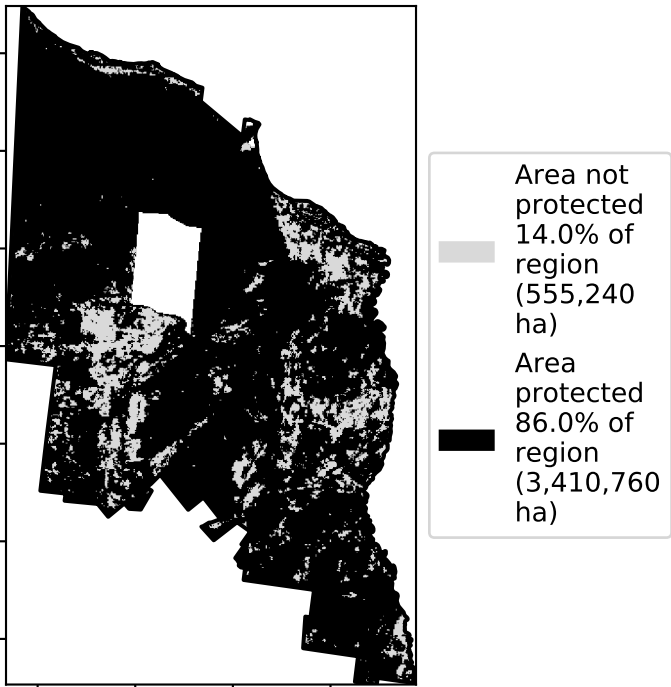 Area not
protected
14.0% of
region
(555,240
ha)
Area
protected
86.0% of
region
(3,410,760
ha)